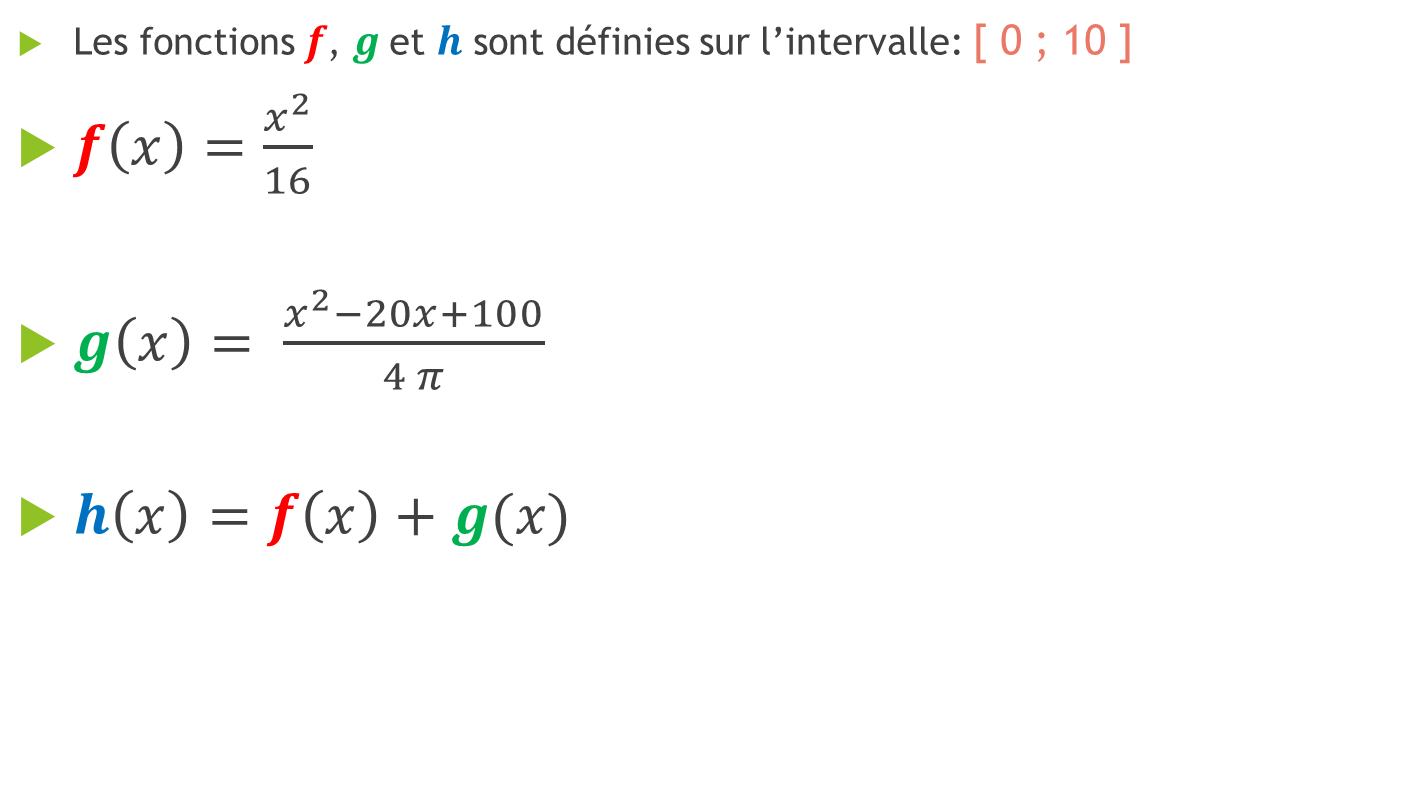 Les fonctions f, g et h sont définies sur l’intervalle: [ 0 ; 10 ]
f(x) = x²/16
g(x) = x²−20x+100/4 π
h(x) = f(x) + g(x)